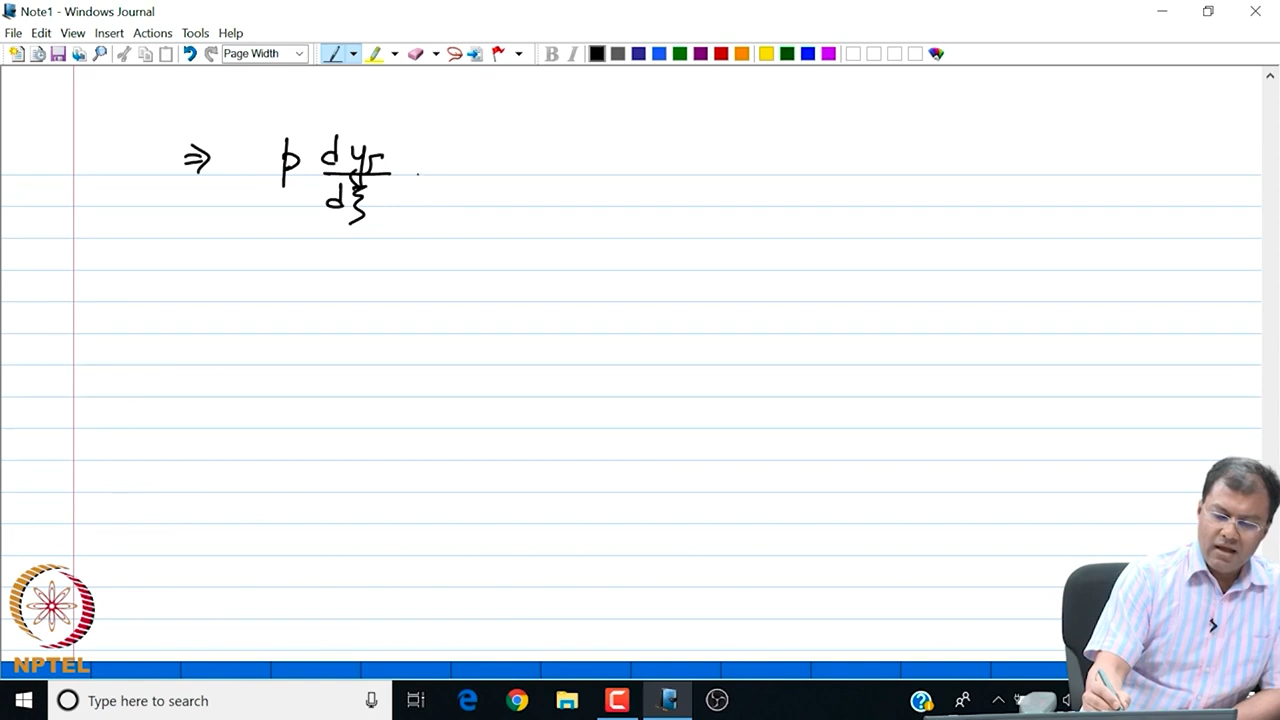 Note1 - Windows Journal
File Edit View Insert Actions Tools Help
Page Width
B I
⇒ p dyr
dξ
NPTEL
Type here to search